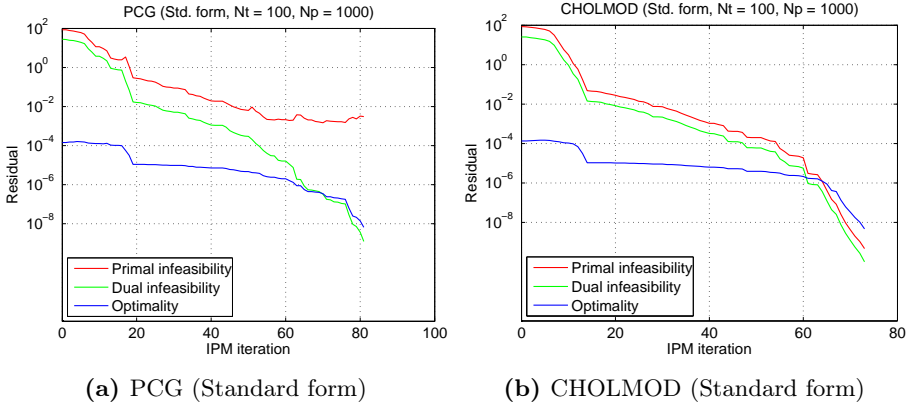 PCG (Std. form, Nt = 100, Np = 1000)
10^2
10^0
10^−2
10^−4
10^−6
10^−8
Residual
Primal infeasibility
Dual infeasibility
Optimality
0 20 40 60 80 100
IPM iteration
(a) PCG (Standard form)
CHOLMOD (Std. form, Nt = 100, Np = 1000)
10^2
10^0
10^−2
10^−4
10^−6
10^−8
Residual
Primal infeasibility
Dual infeasibility
Optimality
0 20 40 60 80
IPM iteration
(b) CHOLMOD (Standard form)